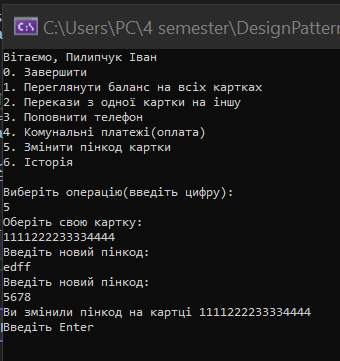 C:\Users\PC\4 semester\DesignPattern
Вітаємо, Пилипчук Іван
0. Завершити
1. Переглянути баланс на всіх картках
2. Перекази з одної картки на іншу
3. Поповнити телефон
4. Комунальні платежі(оплата)
5. Змінити пінкод картки
6. Історія
Виберіть операцію(введіть цифру):
5
Оберіть свою картку:
1111222233334444
Введіть новий пінкод:
edff
Введіть новий пінкод:
5678
Ви змінили пінкод на картці 1111222233334444
Введіть Enter